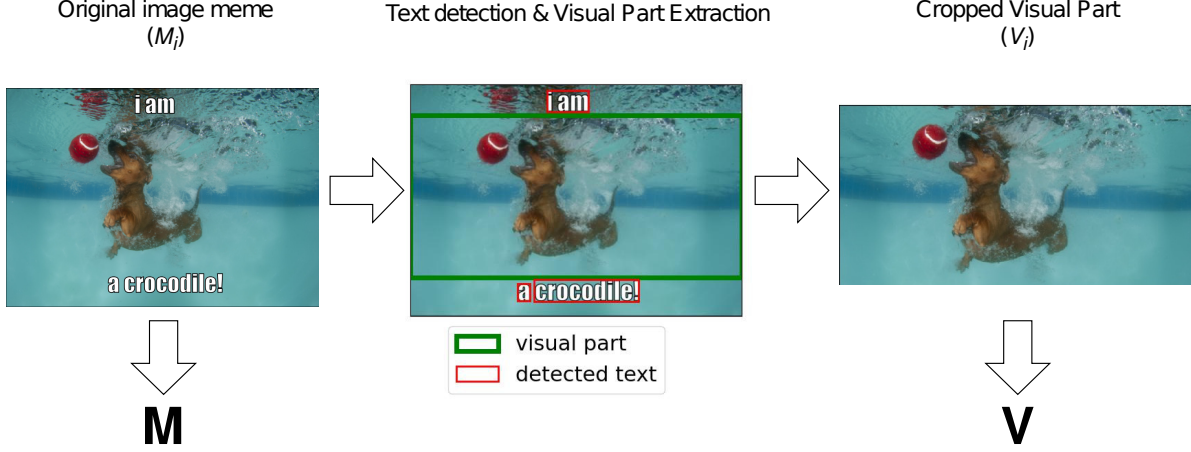 Original image meme
(Mi)
i am
a crocodile!
M
Text detection & Visual Part Extraction
i am
a crocodile!
visual part
detected text
Cropped Visual Part
(Vi)
V